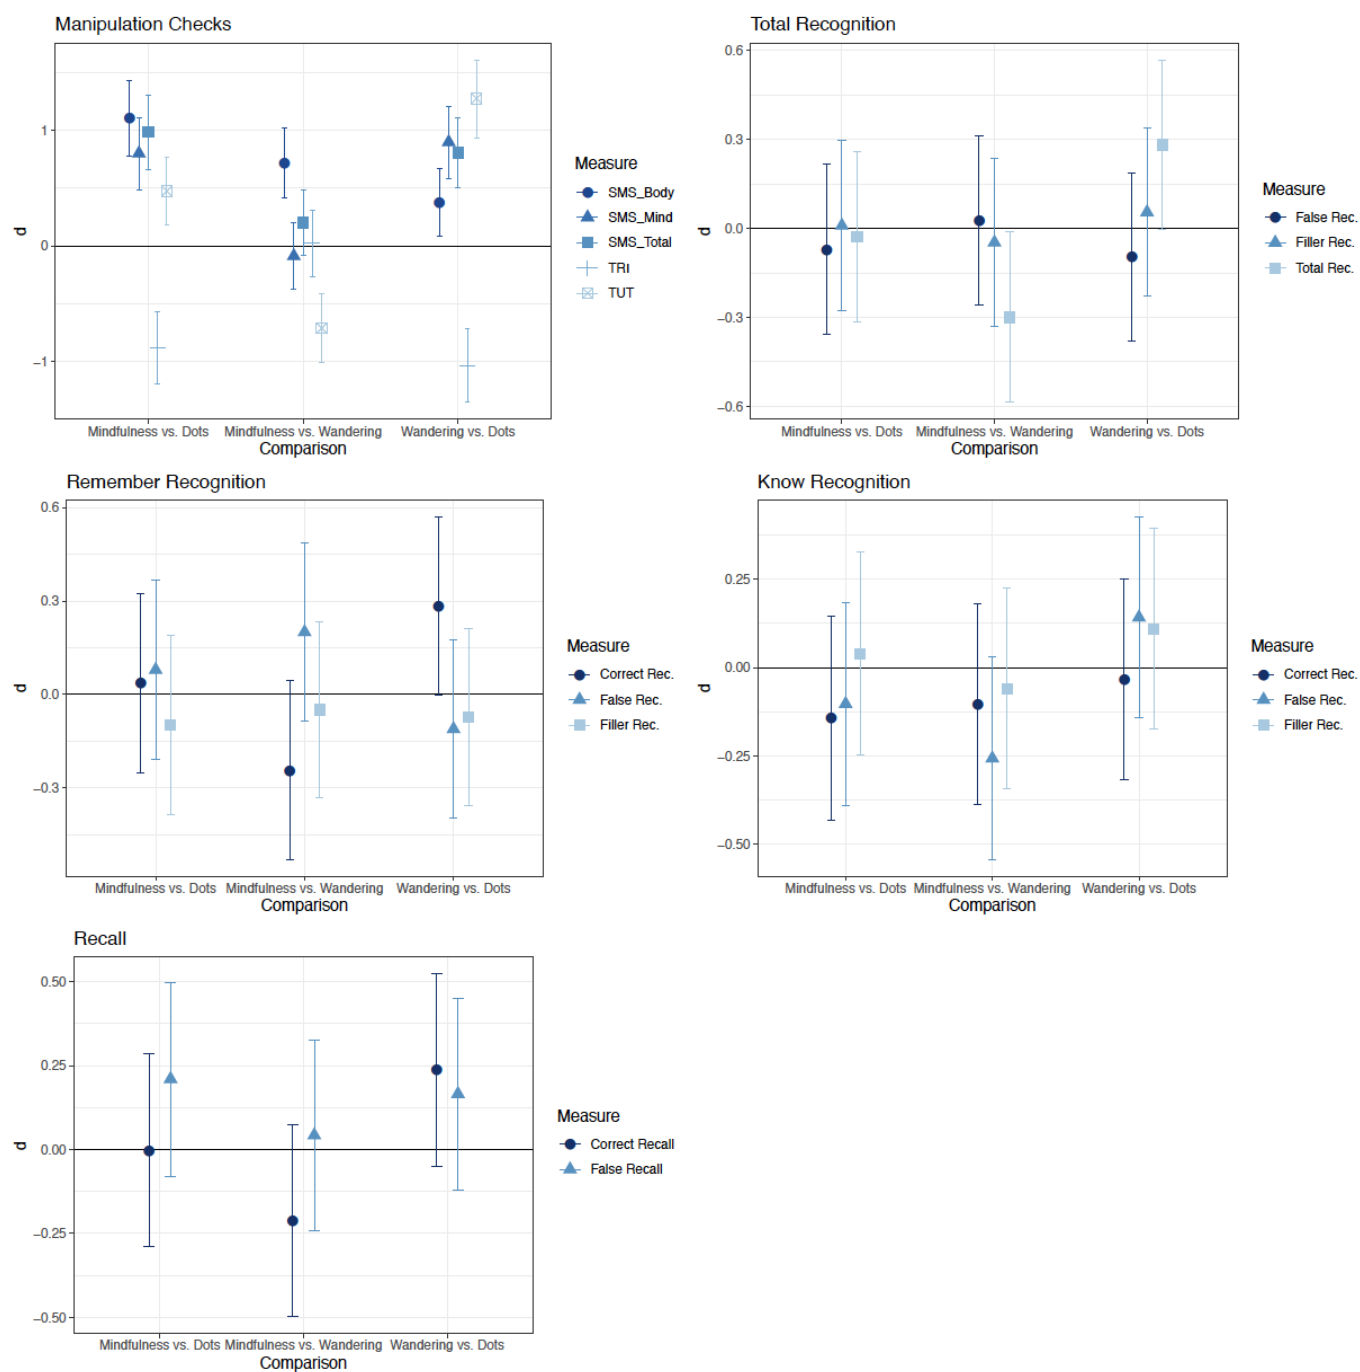 Manipulation Checks
1
0
−1
d
Mindfulness vs. Dots
Mindfulness vs. Wandering
Wandering vs. Dots
Comparison
Measure
SMS_Body
SMS_Mind
SMS_Total
TRI
TUT
Total Recognition
0.6
0.3
0.0
−0.3
−0.6
d
Mindfulness vs. Dots
Mindfulness vs. Wandering
Wandering vs. Dots
Comparison
Measure
False Rec.
Filler Rec.
Total Rec.
Remember Recognition
0.6
0.3
0.0
−0.3
d
Mindfulness vs. Dots
Mindfulness vs. Wandering
Wandering vs. Dots
Comparison
Measure
Correct Rec.
False Rec.
Filler Rec.
Know Recognition
0.25
0.00
−0.25
−0.50
d
Mindfulness vs. Dots
Mindfulness vs. Wandering
Wandering vs. Dots
Comparison
Measure
Correct Rec.
False Rec.
Filler Rec.
Recall
0.50
0.25
0.00
−0.25
−0.50
d
Mindfulness vs. Dots
Mindfulness vs. Wandering
Wandering vs. Dots
Comparison
Measure
Correct Recall
False Recall